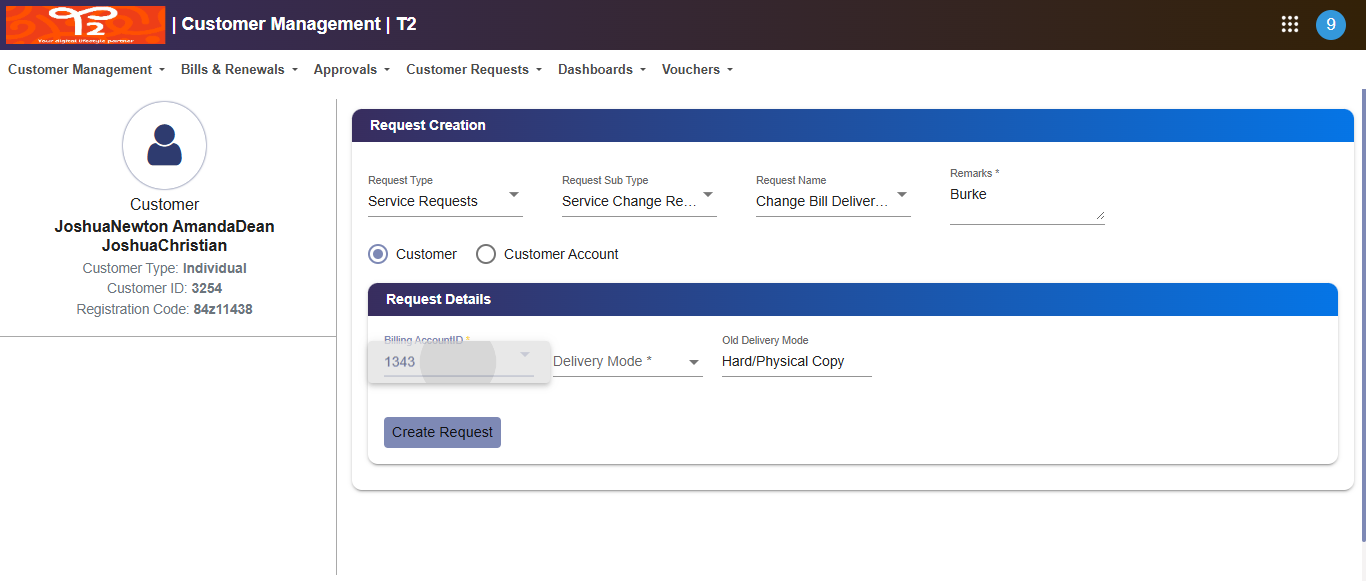 T2
Your digital lifestyle partner
| Customer Management | T2
9
Customer Management
Bills & Renewals
Approvals
Customer Requests
Dashboards
Vouchers
Customer
JoshuaNewton AmandaDean
JoshuaChristian
Customer Type: Individual
Customer ID: 3254
Registration Code: 84z11438
Request Creation
Request Type
Service Requests
Request Sub Type
Service Change Re...
Request Name
Change Bill Deliver...
Remarks *
Burke
Customer
Customer Account
Request Details
Billing AccountID *
1343
Delivery Mode *
Old Delivery Mode
Hard/Physical Copy
Create Request